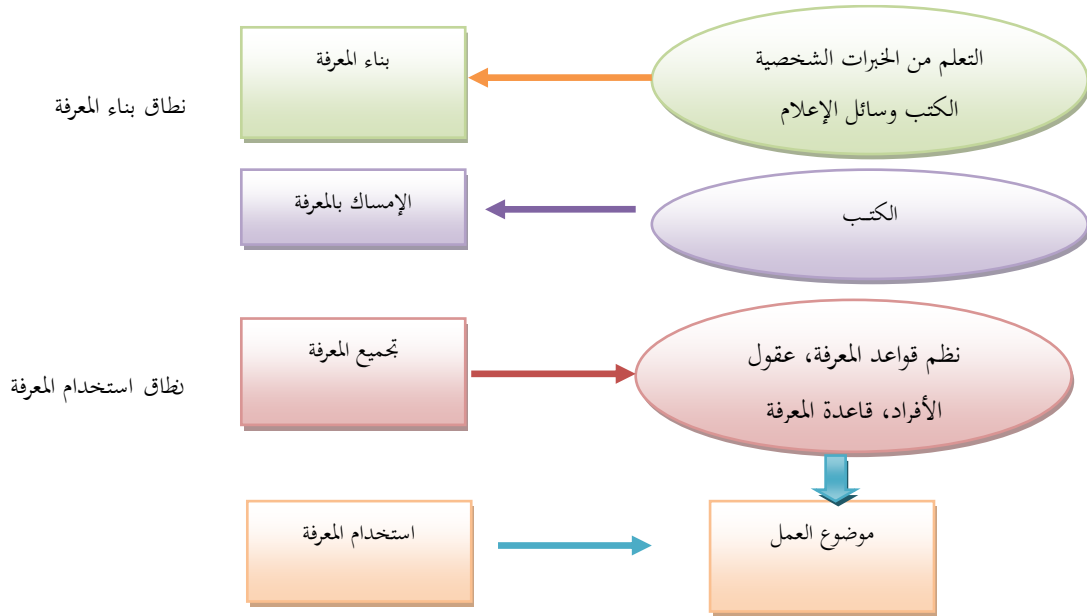 التعلم من الخبرات الشخصية
الكتب وسائل الإعلام
بناء المعرفة
نطاق بناء المعرفة
الكتـب
الإمساك بالمعرفة
نظم قواعد المعرفة، عقول
الأفراد، قاعدة المعرفة
تجميع المعرفة
نطاق استخدام المعرفة
موضوع العمل
استخدام المعرفة